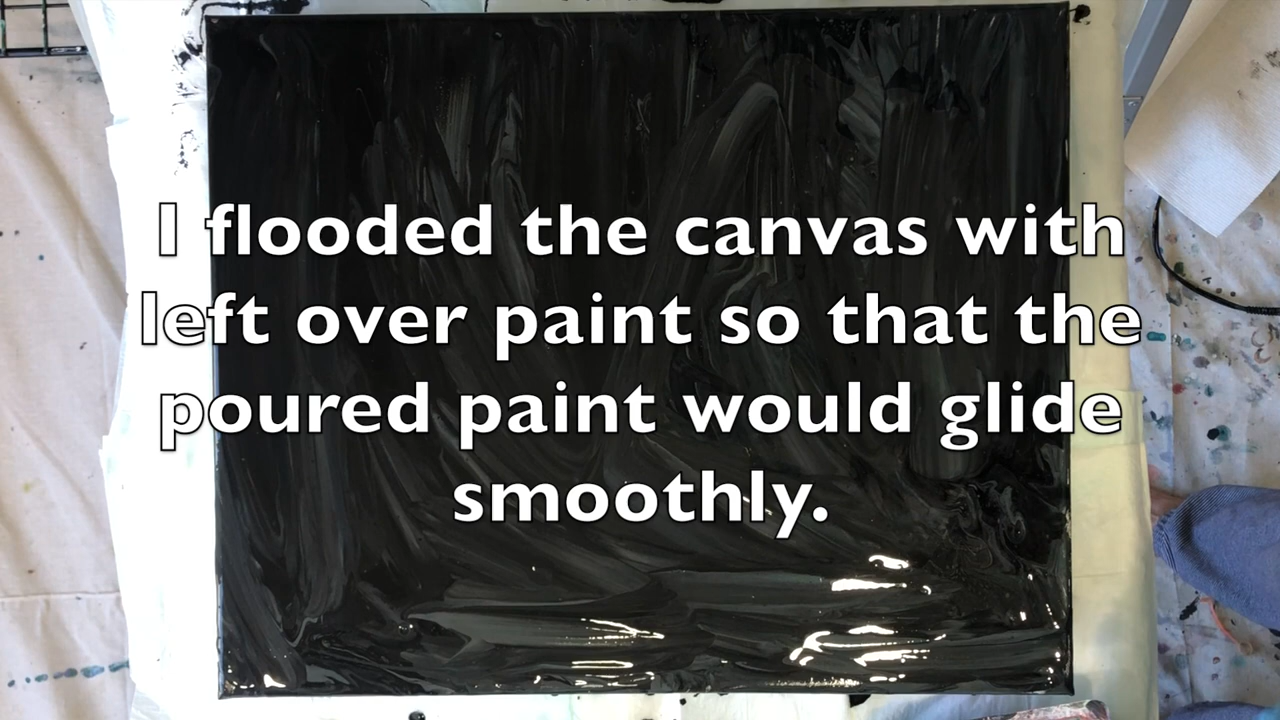 I flooded the canvas with
left over paint so that the
poured paint would glide
smoothly.